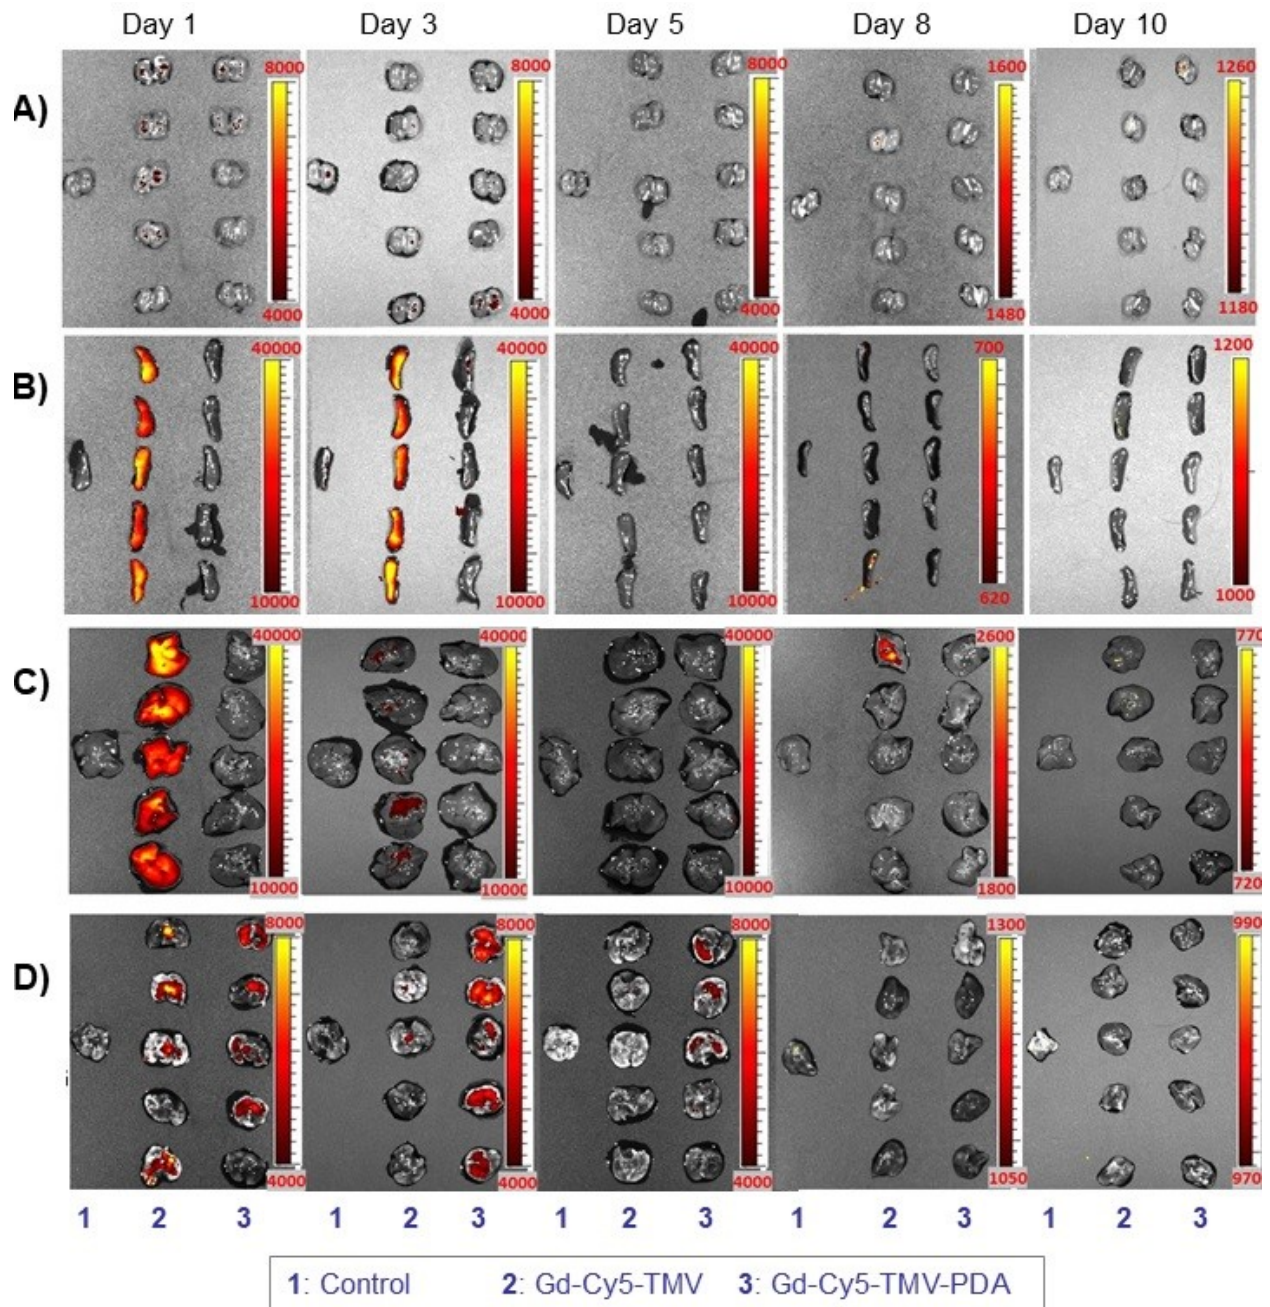 Day 1 Day 3 Day 5 Day 8 Day 10
A)
8000 8000 8000 1600 1260
4000 4000 4000 1480 1180
B)
40000 40000 40000 700 1200
10000 10000 10000 620 1000
C)
40000 40000 40000 2600 770
10000 10000 10000 1800 720
D)
8000 8000 8000 1300 990
4000 4000 4000 1050 970
1 2 3 1 2 3 1 2 3 1 2 3 1 2 3
1: Control 2: Gd-Cy5-TMV 3: Gd-Cy5-TMV-PDA